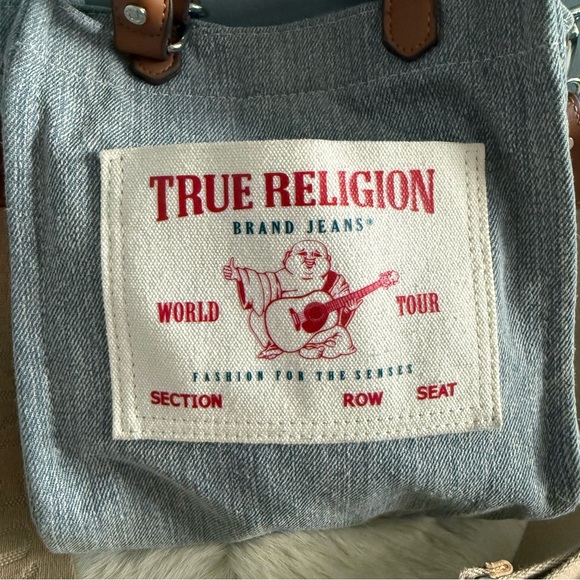 TRUE RELIGION
BRAND JEANS®
WORLD TOUR
FASHION FOR THE SENSES
SECTION ROW SEAT